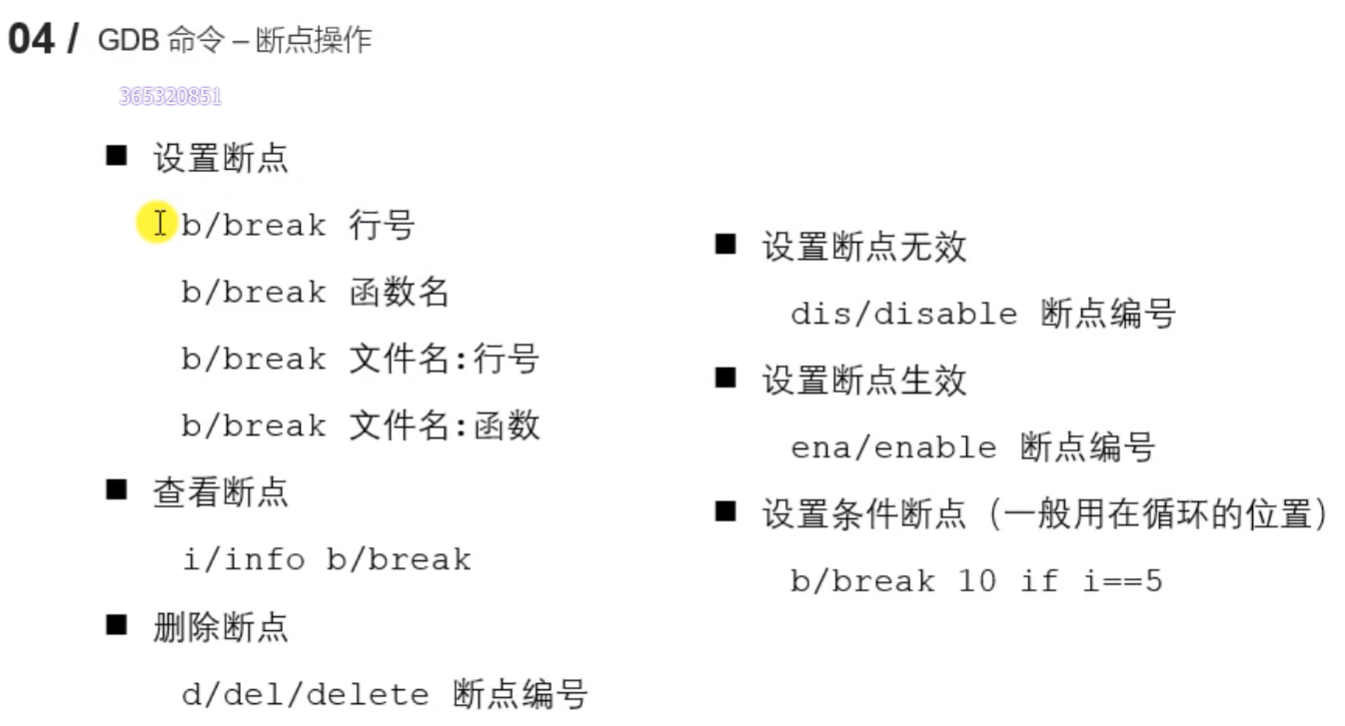 04 / GDB 命令 – 断点操作
365320851
■ 设置断点
b/break 行号
b/break 函数名
b/break 文件名:行号
b/break 文件名:函数
■ 查看断点
i/info b/break
■ 删除断点
d/del/delete 断点编号
■ 设置断点无效
dis/disable 断点编号
■ 设置断点生效
ena/enable 断点编号
■ 设置条件断点（一般用在循环的位置）
b/break 10 if i==5